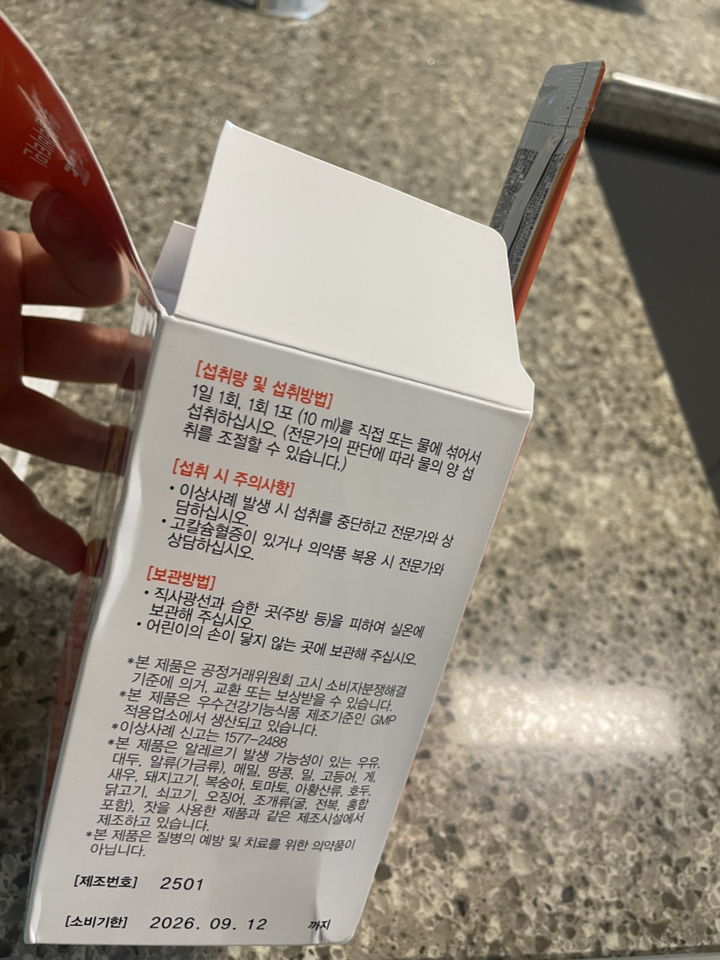 [섭취량 및 섭취방법]
1일 1회, 1회 1포 (10 ml)를 직접 또는 물에 섞어서
섭취하십시오. (전문가의 판단에 따라 물의 양 섭
취를 조절할 수 있습니다.)
[섭취 시 주의사항]
• 이상사례 발생 시 섭취를 중단하고 전문가와 상
담하십시오.
• 고칼슘혈증이 있거나 의약품 복용 시 전문가와
상담하십시오.
[보관방법]
• 직사광선과 습한 곳(주방 등)을 피하여 실온에
보관해 주십시오.
• 어린이의 손이 닿지 않는 곳에 보관해 주십시오.
*본 제품은 공정거래위원회 고시 소비자분쟁해결
기준에 의거, 교환 또는 보상받을 수 있습니다.
*본 제품은 우수건강기능식품 제조기준인 GMP
적용업소에서 생산되고 있습니다.
*이상사례 신고는 1577-2488
*본 제품은 알레르기 발생 가능성이 있는 우유,
대두, 알류(가금류), 메밀, 땅콩, 밀, 고등어, 게,
새우, 돼지고기, 복숭아, 토마토, 아황산류, 호두,
닭고기, 쇠고기, 오징어, 조개류(굴, 전복, 홍합
포함), 잣을 사용한 제품과 같은 제조시설에서
제조하고 있습니다.
*본 제품은 질병의 예방 및 치료를 위한 의약품이
아닙니다.
[제조번호] 2501
[소비기한] 2026. 09. 12 까지